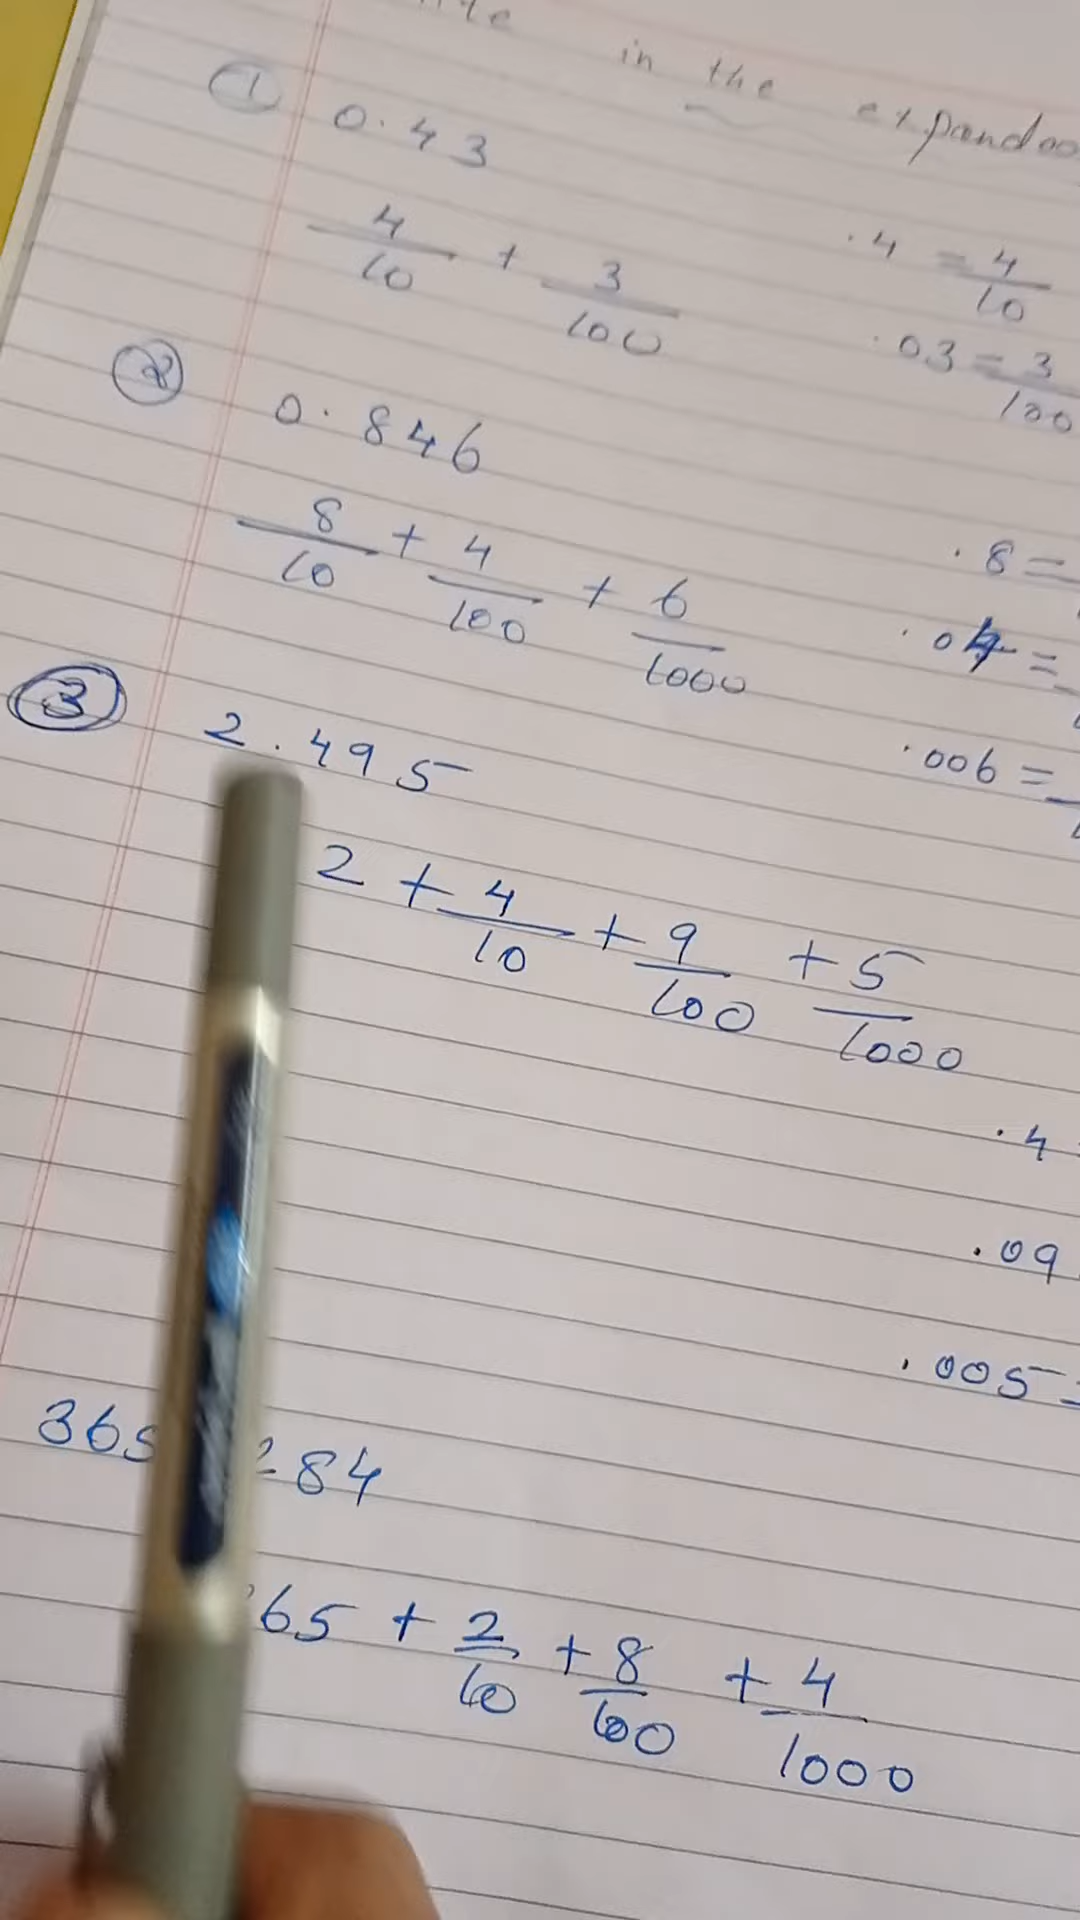 in the
① 0.43
4/10 + 3/100
.4 = 4/10
.03 = 3/100
② 0.846
8/10 + 4/100 + 6/1000
.8 =
.04 =
.006 =
③ 2.495
2 + 4/10 + 9/100 + 5/1000
.4
.09
.005 =
365 284
65 + 2/10 + 8/100 + 4/1000